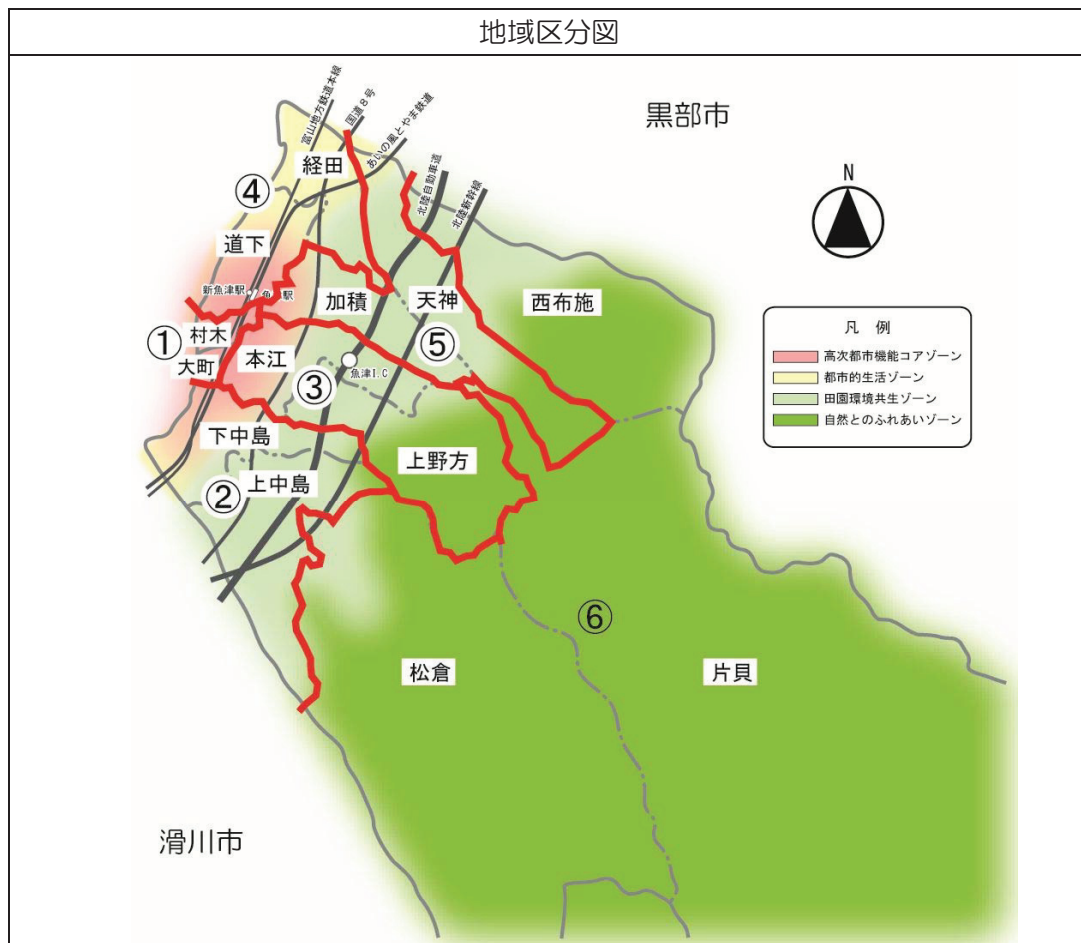 地域区分図
黒部市
富山地方鉄道本線
国道8号
あいの風とやま鉄道
北陸自動車道
北陸新幹線
経田
④
道下
新魚津駅
駅
①
村木
大町
本江
加積
天神
西布施
⑤
魚津I.C
③
下中島
②
上中島
上野方
⑥
松倉
片貝
滑川市
N
凡 例
高次都市機能コアゾーン
都市的生活ゾーン
田園環境共生ゾーン
自然とのふれあいゾーン